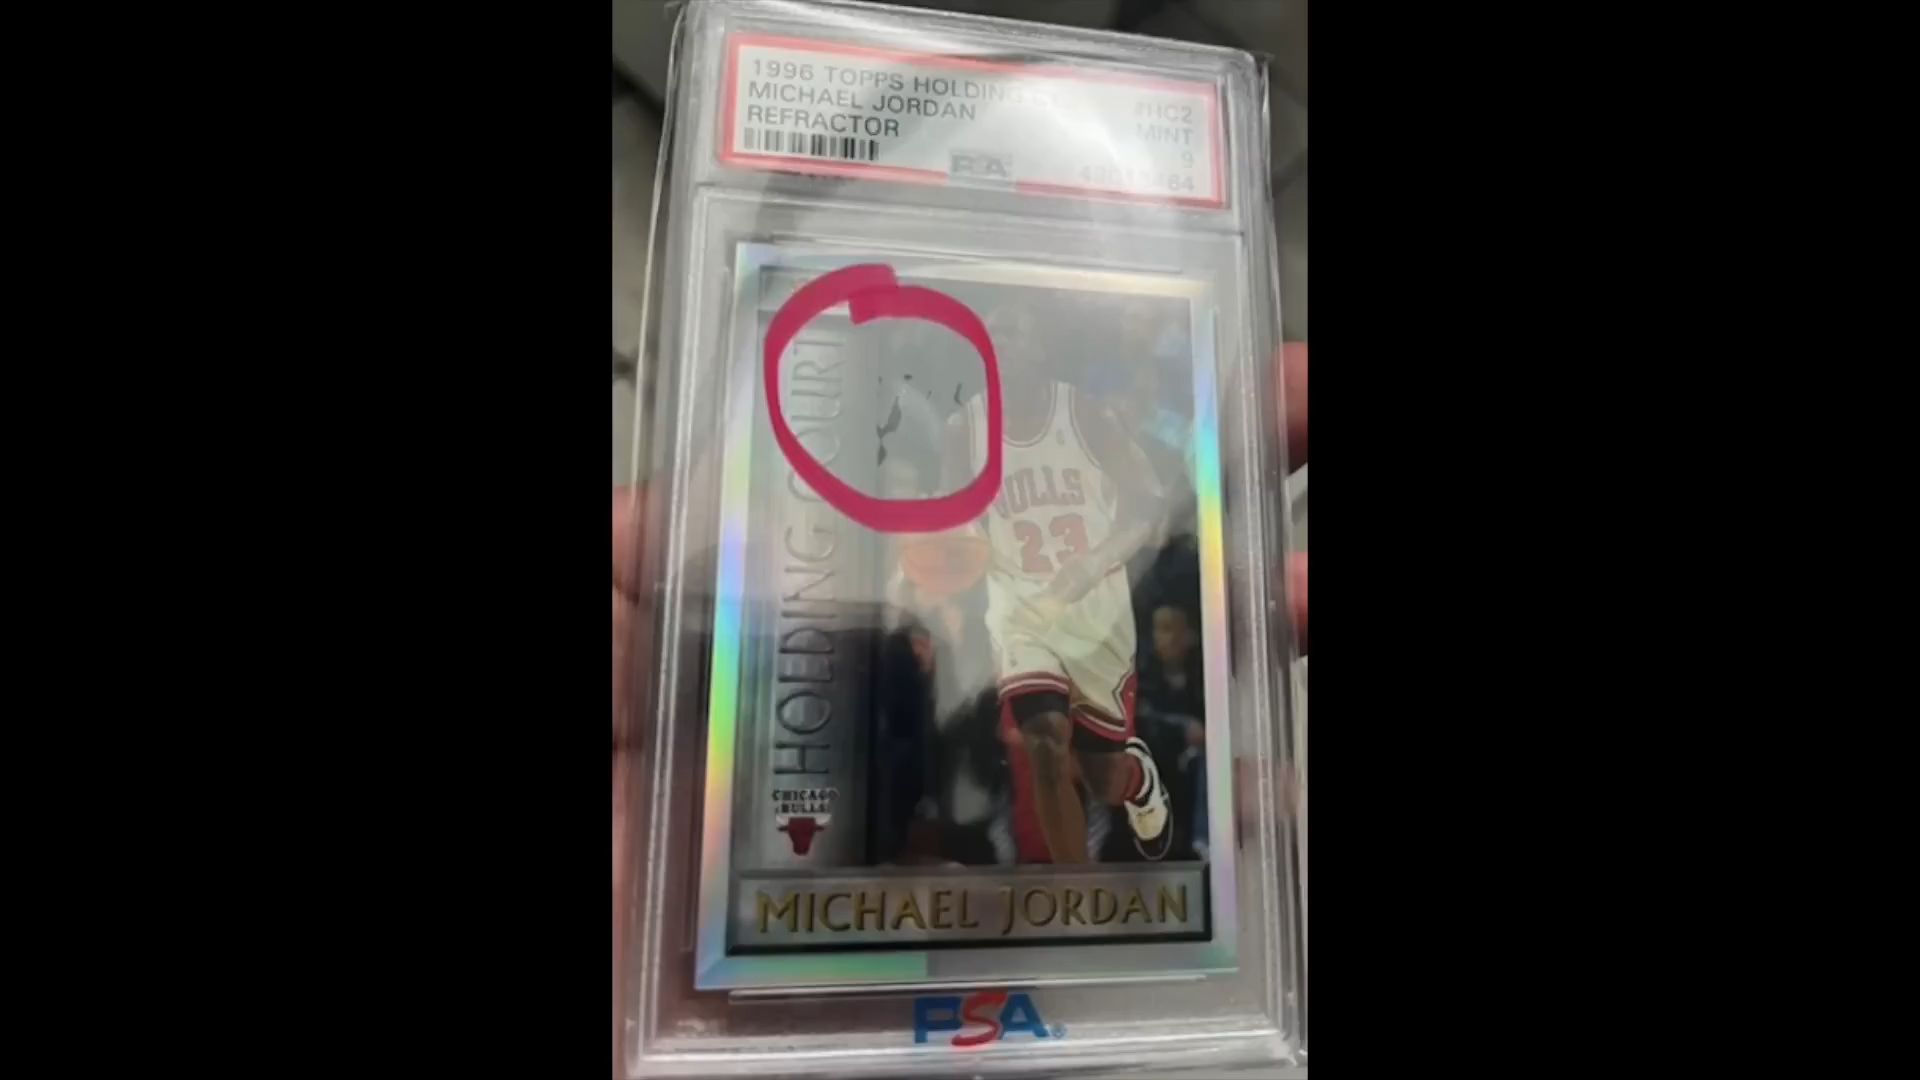 1996 TOPPS HOLDING
#HC2
MICHAEL JORDAN
MINT
REFRACTOR
9
PSA
HOLDING COURT
BULLS
23
CHICAGO
BULLS
MICHAEL JORDAN
PSA